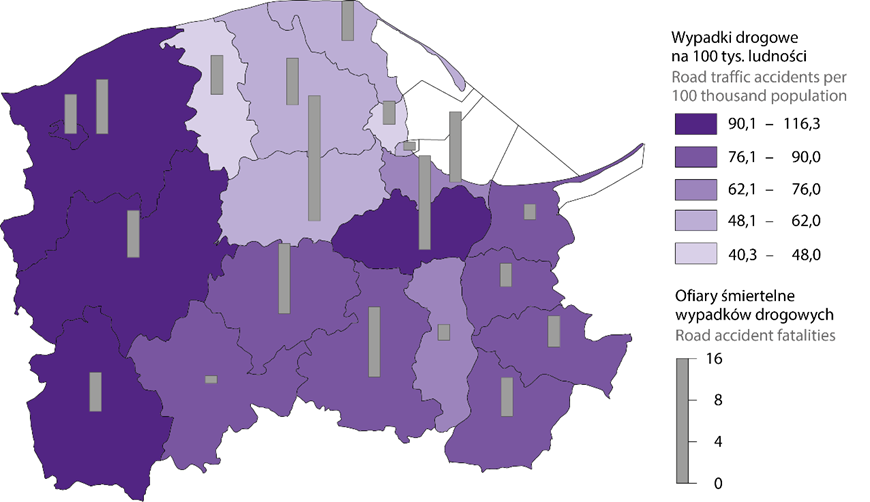 Wypadki drogowe
na 100 tys. ludności
Road traffic accidents per
100 thousand population
90,1 – 116,3
76,1 – 90,0
62,1 – 76,0
48,1 – 62,0
40,3 – 48,0
Ofiary śmiertelne
wypadków drogowych
Road accident fatalities
16
8
4
0